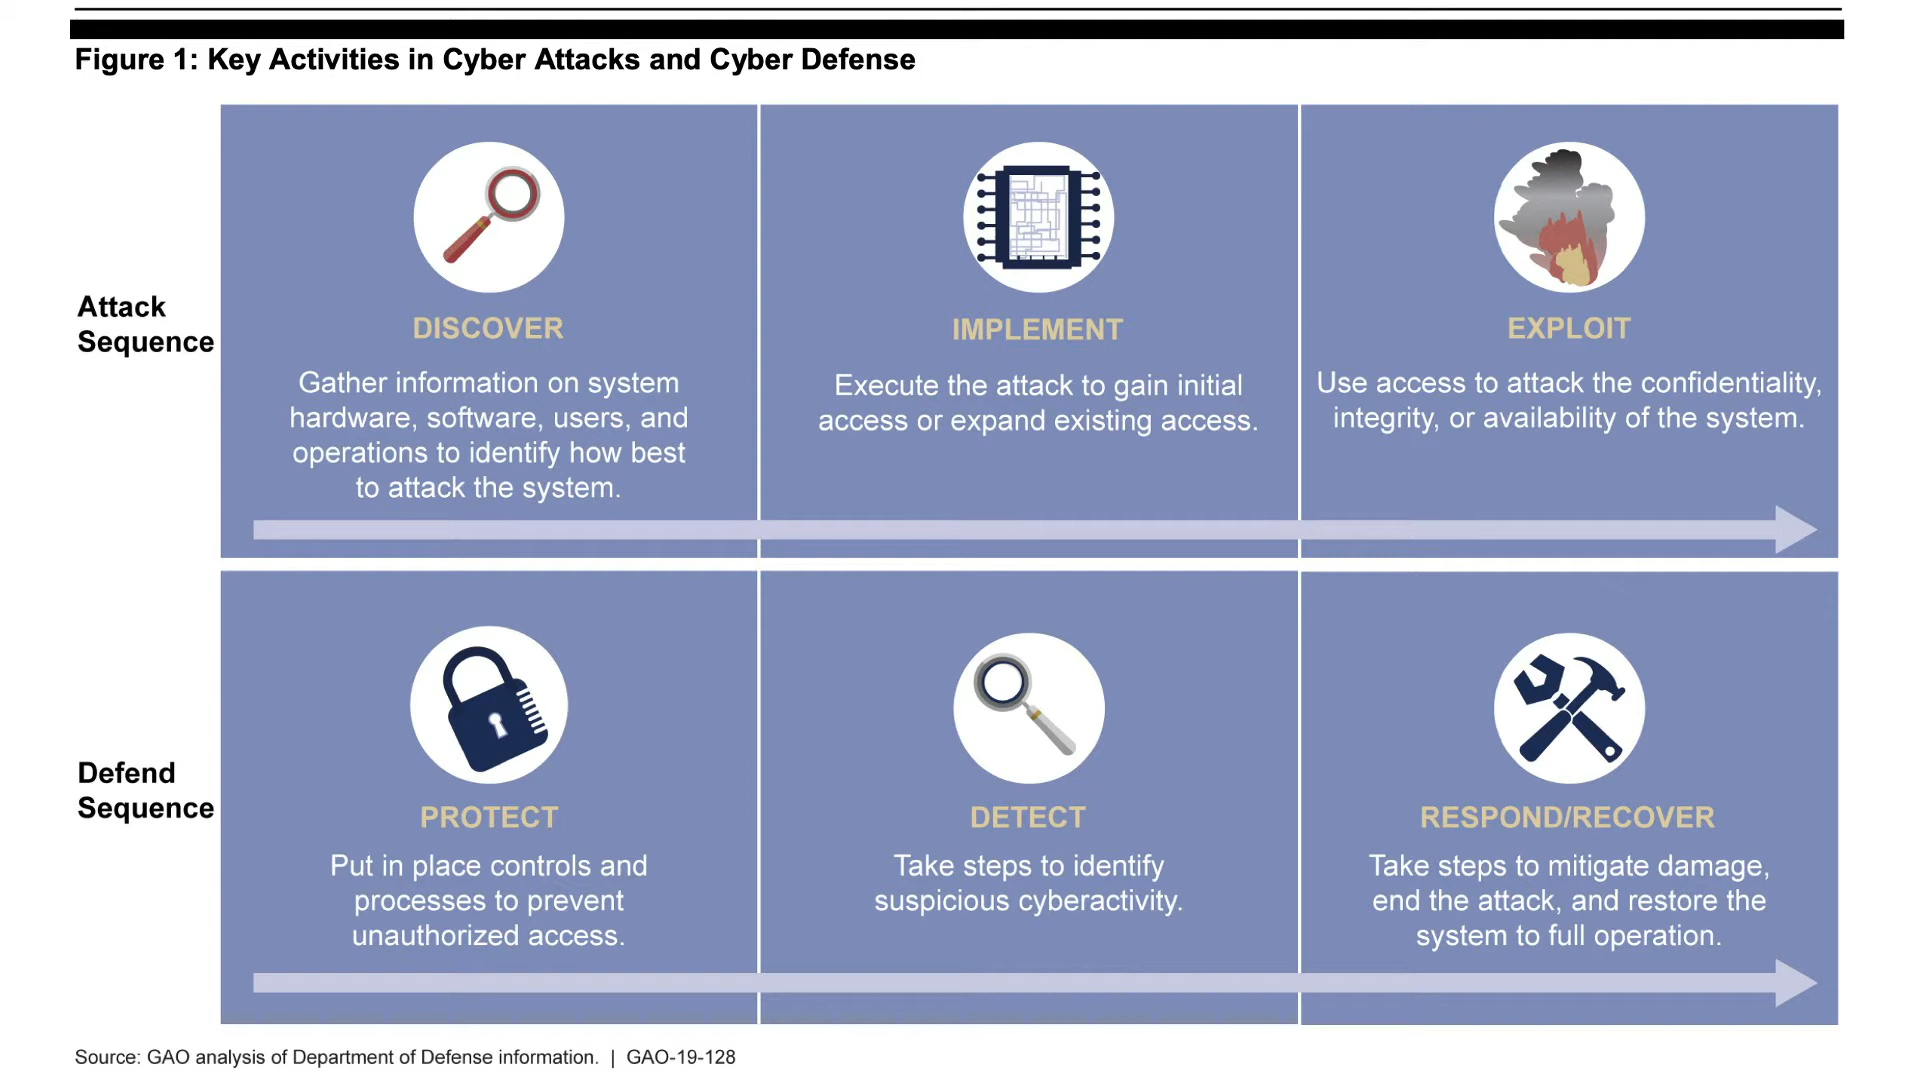 Figure 1: Key Activities in Cyber Attacks and Cyber Defense
Attack
Sequence
DISCOVER
Gather information on system
hardware, software, users, and
operations to identify how best
to attack the system.
IMPLEMENT
Execute the attack to gain initial
access or expand existing access.
EXPLOIT
Use access to attack the confidentiality,
integrity, or availability of the system.
Defend
Sequence
PROTECT
Put in place controls and
processes to prevent
unauthorized access.
DETECT
Take steps to identify
suspicious cyberactivity.
RESPOND/RECOVER
Take steps to mitigate damage,
end the attack, and restore the
system to full operation.
Source: GAO analysis of Department of Defense information. | GAO-19-128